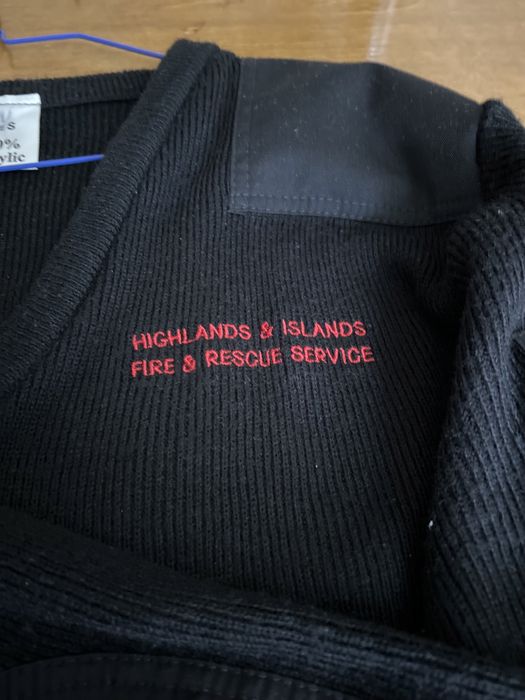 HIGHLANDS & ISLANDS
FIRE & RESCUE SERVICE